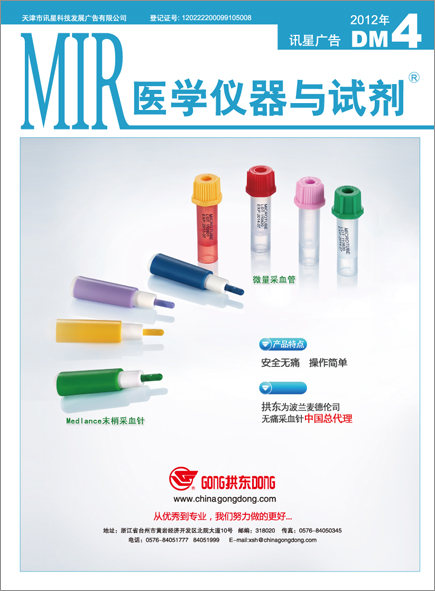 天津市讯星科技发展广告有限公司 登记证号: 120222200099105008
讯星广告
2012年
DM4
MIR医学仪器与试剂®
微量采血管
Medlance末梢采血针
产品特点
安全无痛 操作简单
拱东为波兰麦德伦司
无痛采血针中国总代理
GONG拱东DONG
www.chinagongdong.com
从优秀到专业，我们努力做的更好...
地址：浙江省台州市黄岩经济开发区北院大道10号 邮编：318020 传真：0576-84050345
电话：0576-84051777 84051999 E-mail:xsh@chinagongdong.com